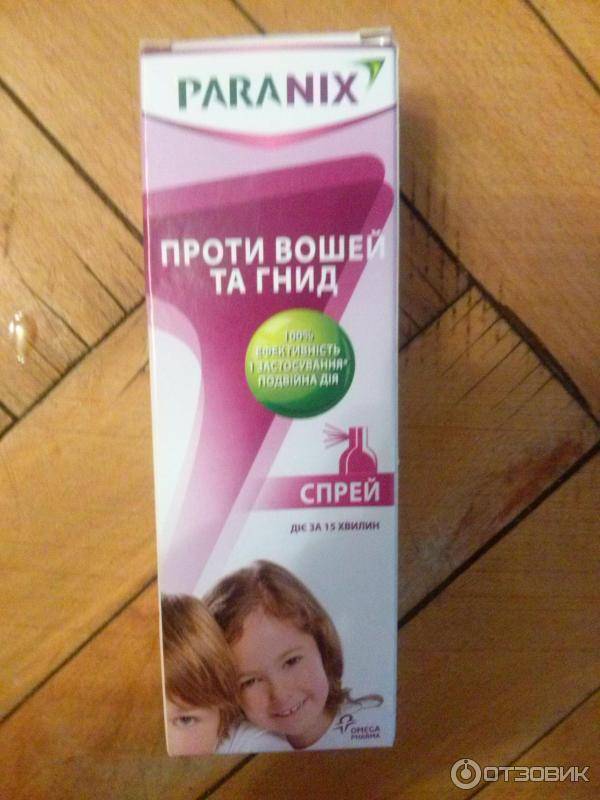 PARANIX
ПРОТИ ВОШЕЙ
ТА ГНИД
100%
ЕФЕКТИВНІСТЬ
1 ЗАСТОСУВАННЯ*
ПОДВІЙНА ДІЯ
СПРЕЙ
ДІЄ ЗА 15 ХВИЛИН
OMEGA
PHARMA
ОТЗОВИК